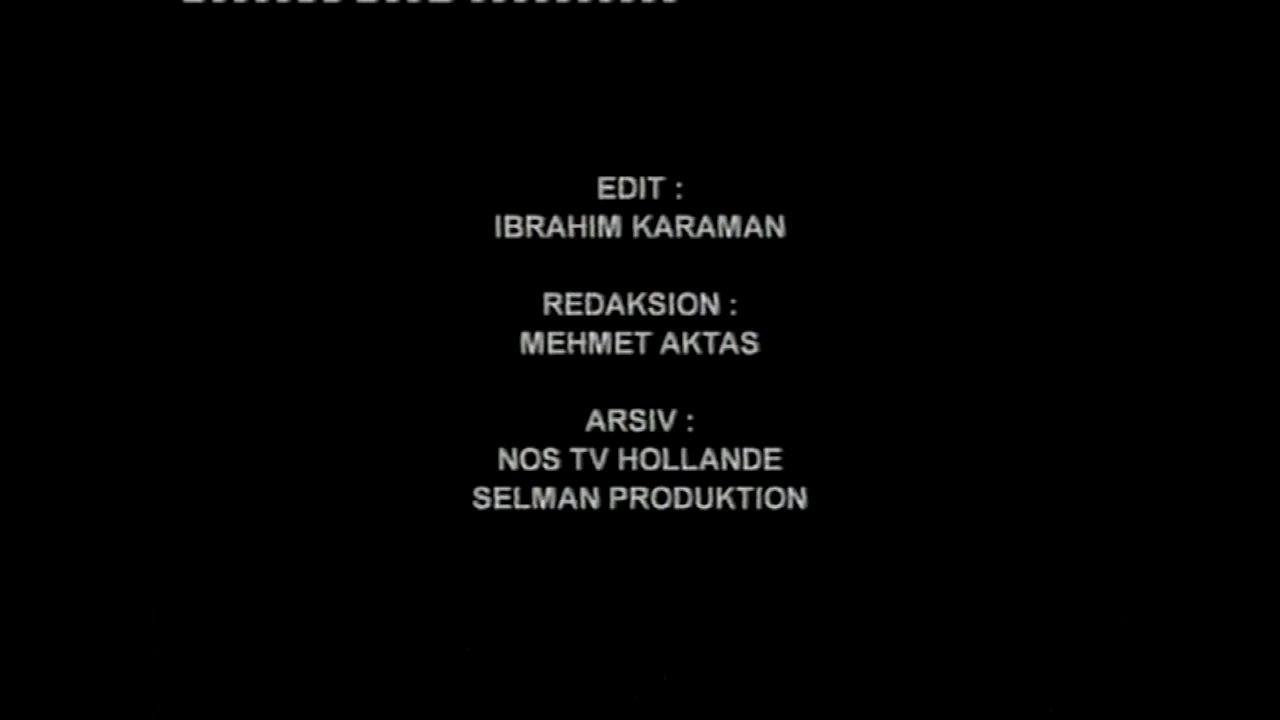 EDIT :
IBRAHIM KARAMAN
REDAKSION :
MEHMET AKTAS
ARSIV :
NOS TV HOLLANDE
SELMAN PRODUKTION